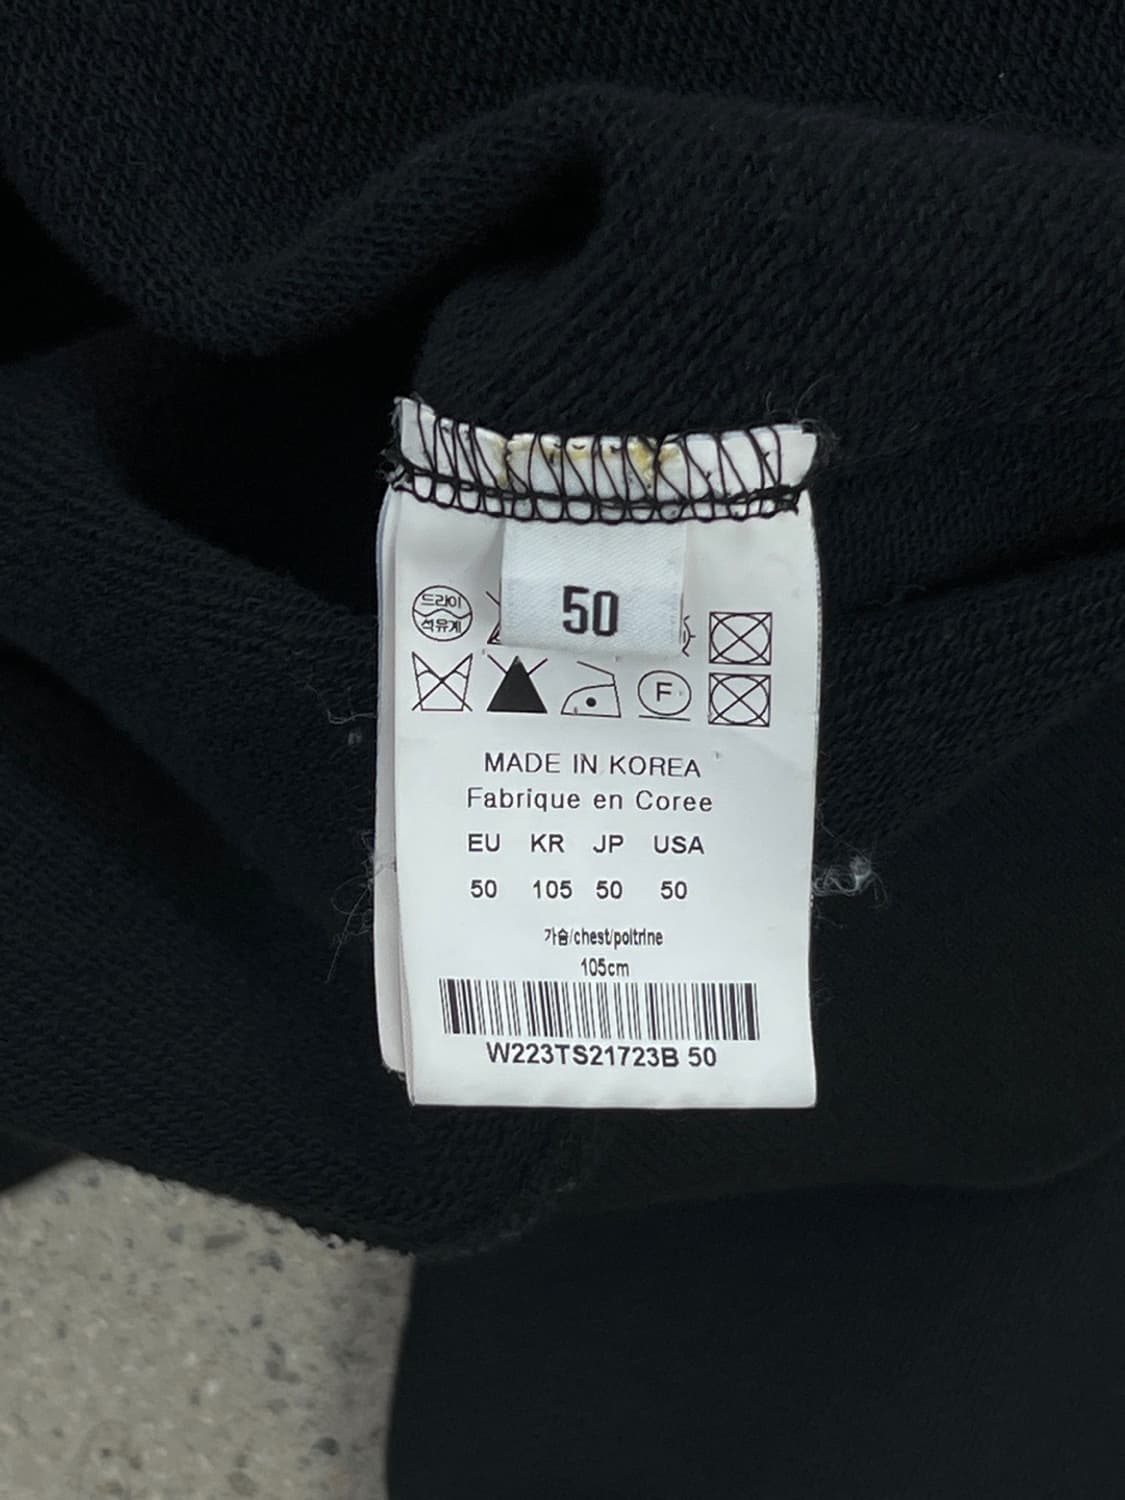 50
드라이
석유계
F
MADE IN KOREA
Fabrique en Coree
EU KR JP USA
50 105 50 50
가슴/chest/poitrine
105cm
W223TS21723B 50